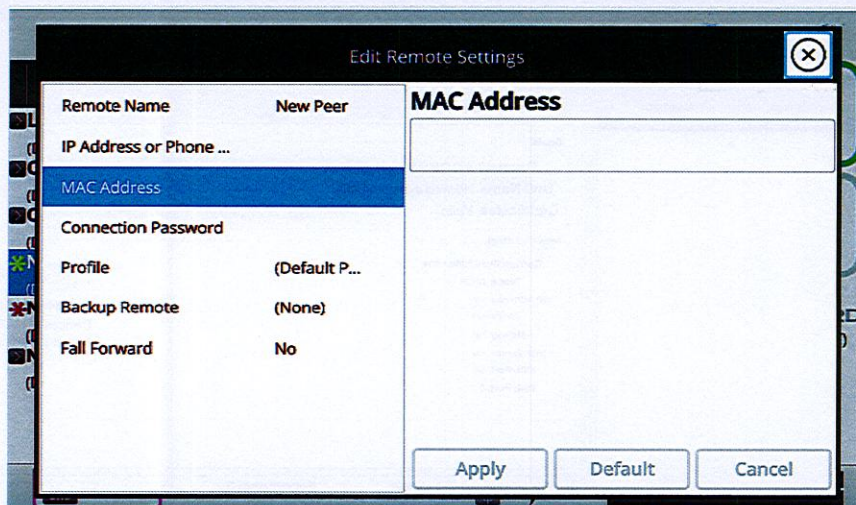 Edit Remote Settings
Remote Name New Peer
IP Address or Phone ...
MAC Address
Connection Password
Profile (Default P...
Backup Remote (None)
Fall Forward No
MAC Address
Apply Default Cancel